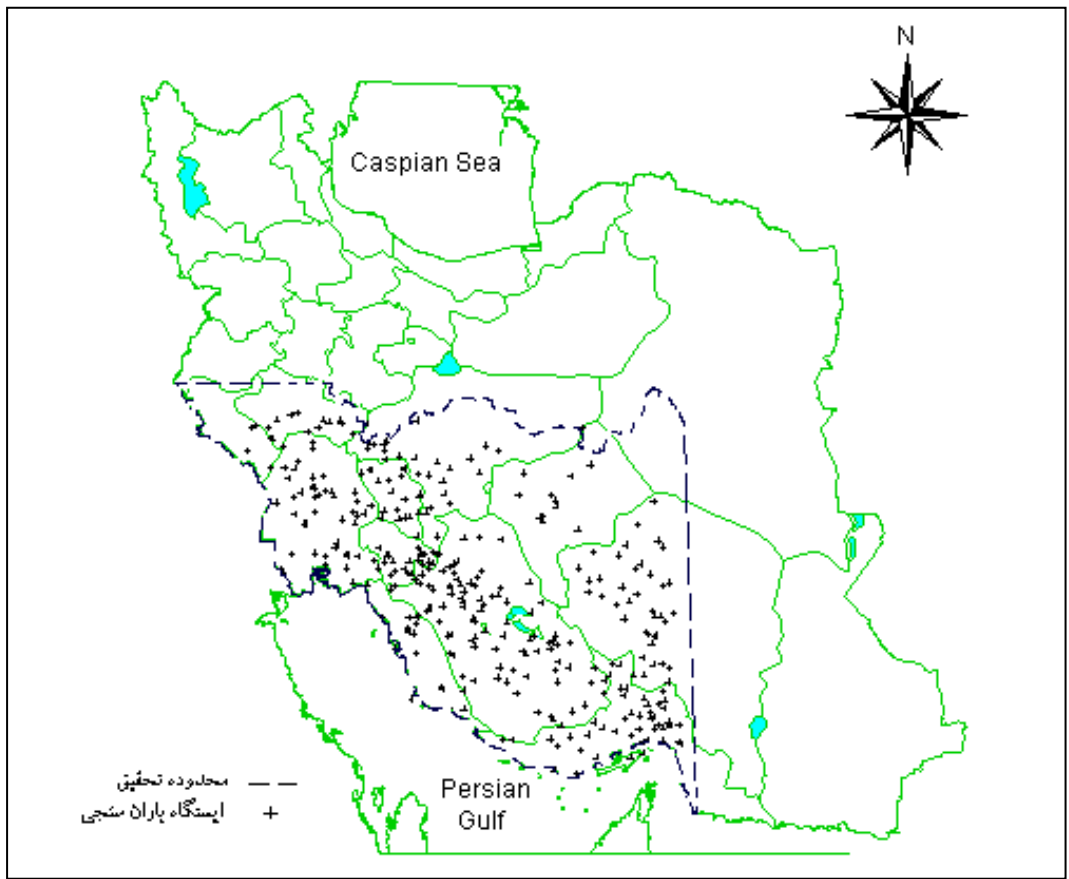 N
Caspian Sea
Persian
Gulf
محدوده تحقیق
ایستگاه باران سنجی